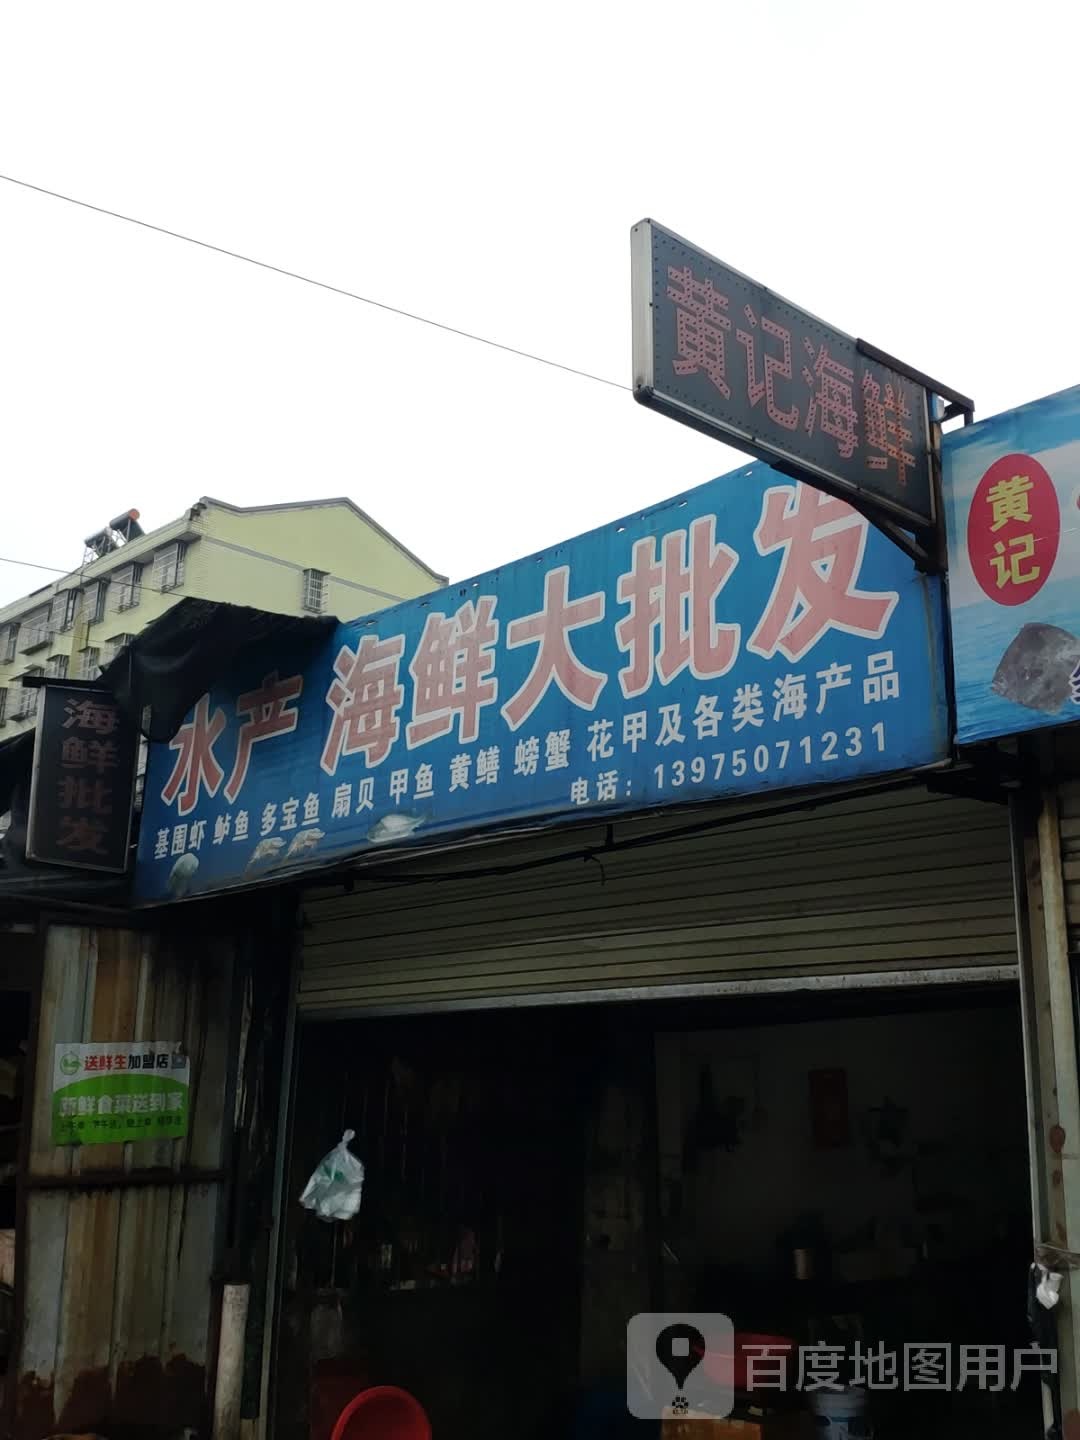 黄记海鲜
黄
记
水产 海鲜大批发
基围虾 鲈鱼 多宝鱼 扇贝 甲鱼 黄鳝 螃蟹 花甲及各类海产品
电话：13975071231
海
鲜
批
发
送鲜生加盟店
新鲜食菜送到家
百度地图用户